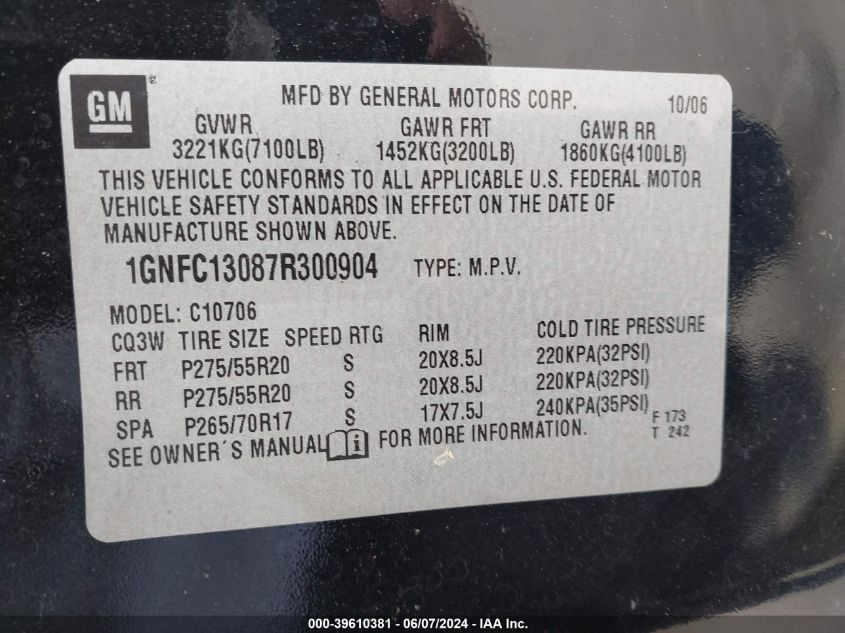 GM®
MFD BY GENERAL MOTORS CORP. 10/06
GVWR GAWR FRT GAWR RR
3221KG(7100LB) 1452KG(3200LB) 1860KG(4100LB)
THIS VEHICLE CONFORMS TO ALL APPLICABLE U.S. FEDERAL MOTOR
VEHICLE SAFETY STANDARDS IN EFFECT ON THE DATE OF
MANUFACTURE SHOWN ABOVE.
1GNFC13087R300904 TYPE: M.P.V.
MODEL: C10706
CQ3W TIRE SIZE SPEED RTG RIM COLD TIRE PRESSURE
FRT P275/55R20 S 20X8.5J 220KPA(32PSI)
RR P275/55R20 S 20X8.5J 220KPA(32PSI)
SPA P265/70R17 S 17X7.5J 240KPA(35PSI) F 173
T 242
SEE OWNER´S MANUAL i FOR MORE INFORMATION.
000-39610381 - 06/07/2024 - IAA Inc.